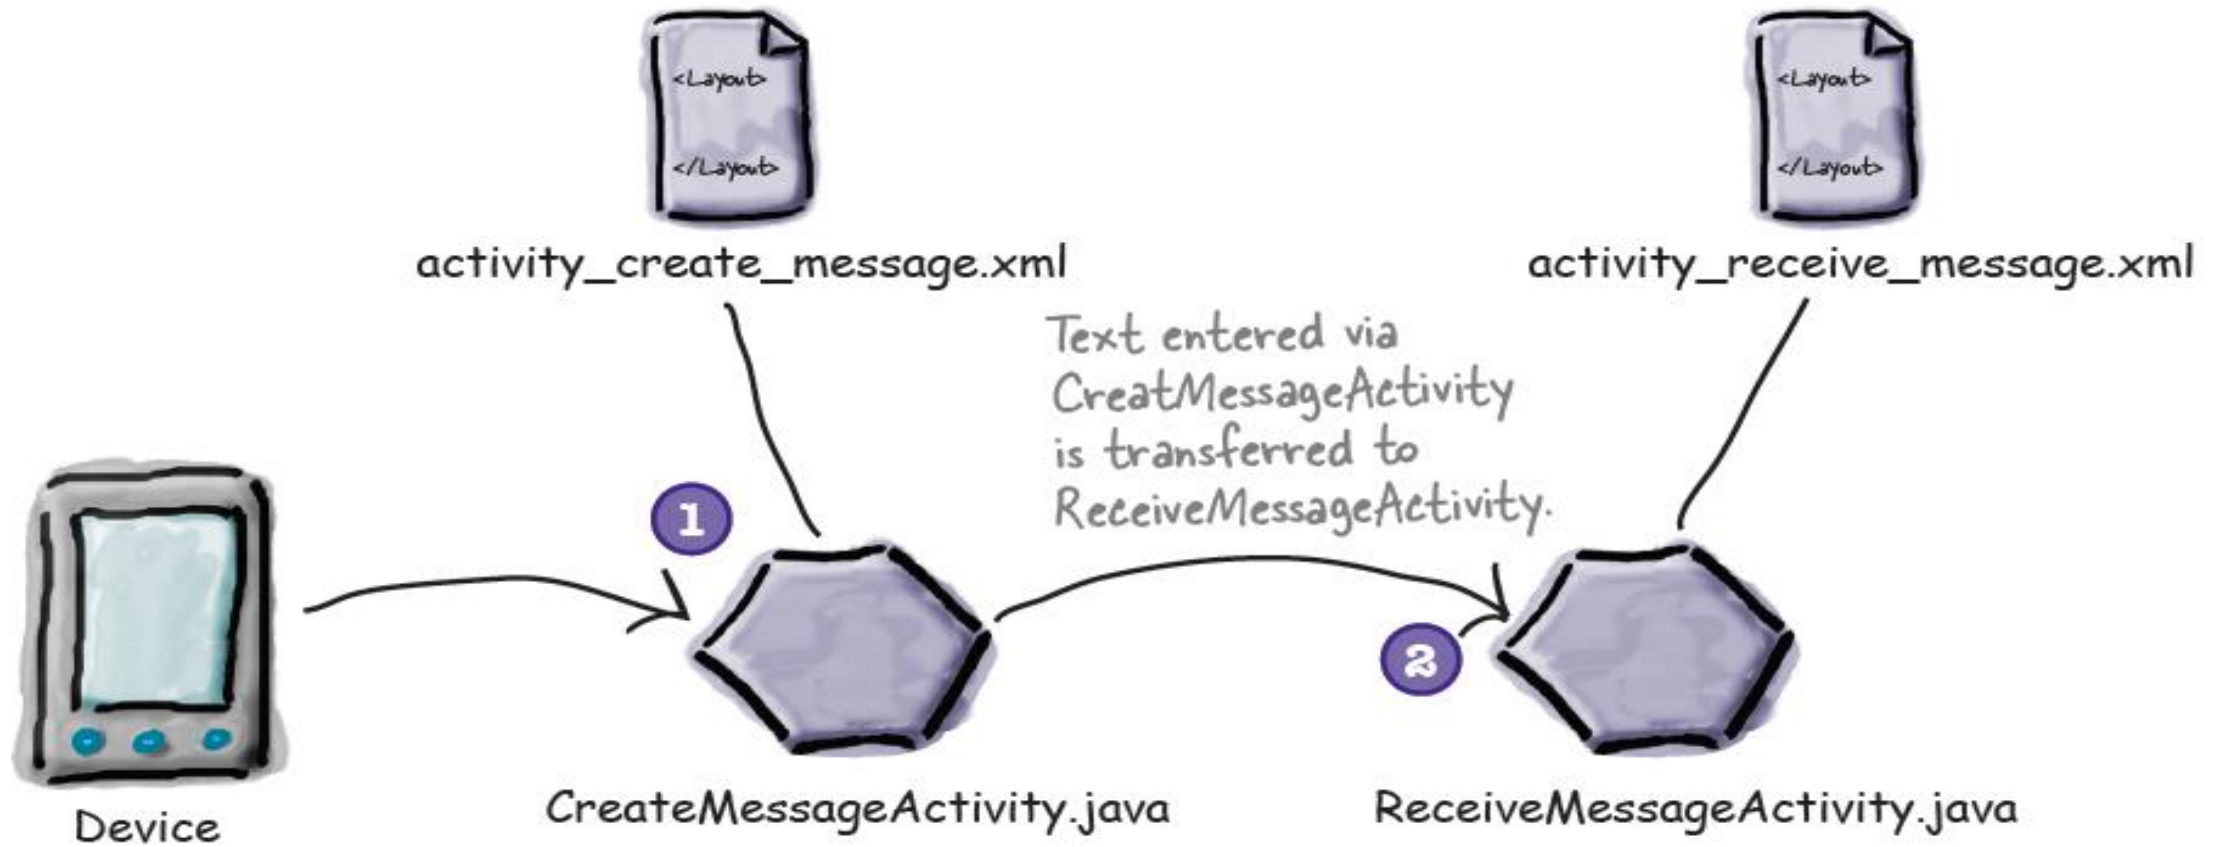 <Layout>
</Layout>
activity_create_message.xml
<Layout>
</Layout>
activity_receive_message.xml
Text entered via
CreatMessageActivity
is transferred to
ReceiveMessageActivity.
1
2
Device
CreateMessageActivity.java
ReceiveMessageActivity.java